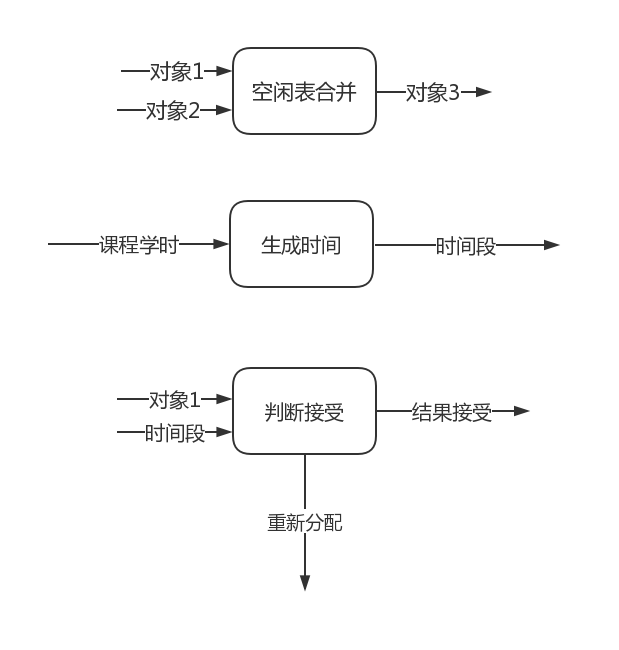 对象1
对象2
空闲表合并
对象3
课程学时
生成时间
时间段
对象1
时间段
判断接受
结果接受
重新分配